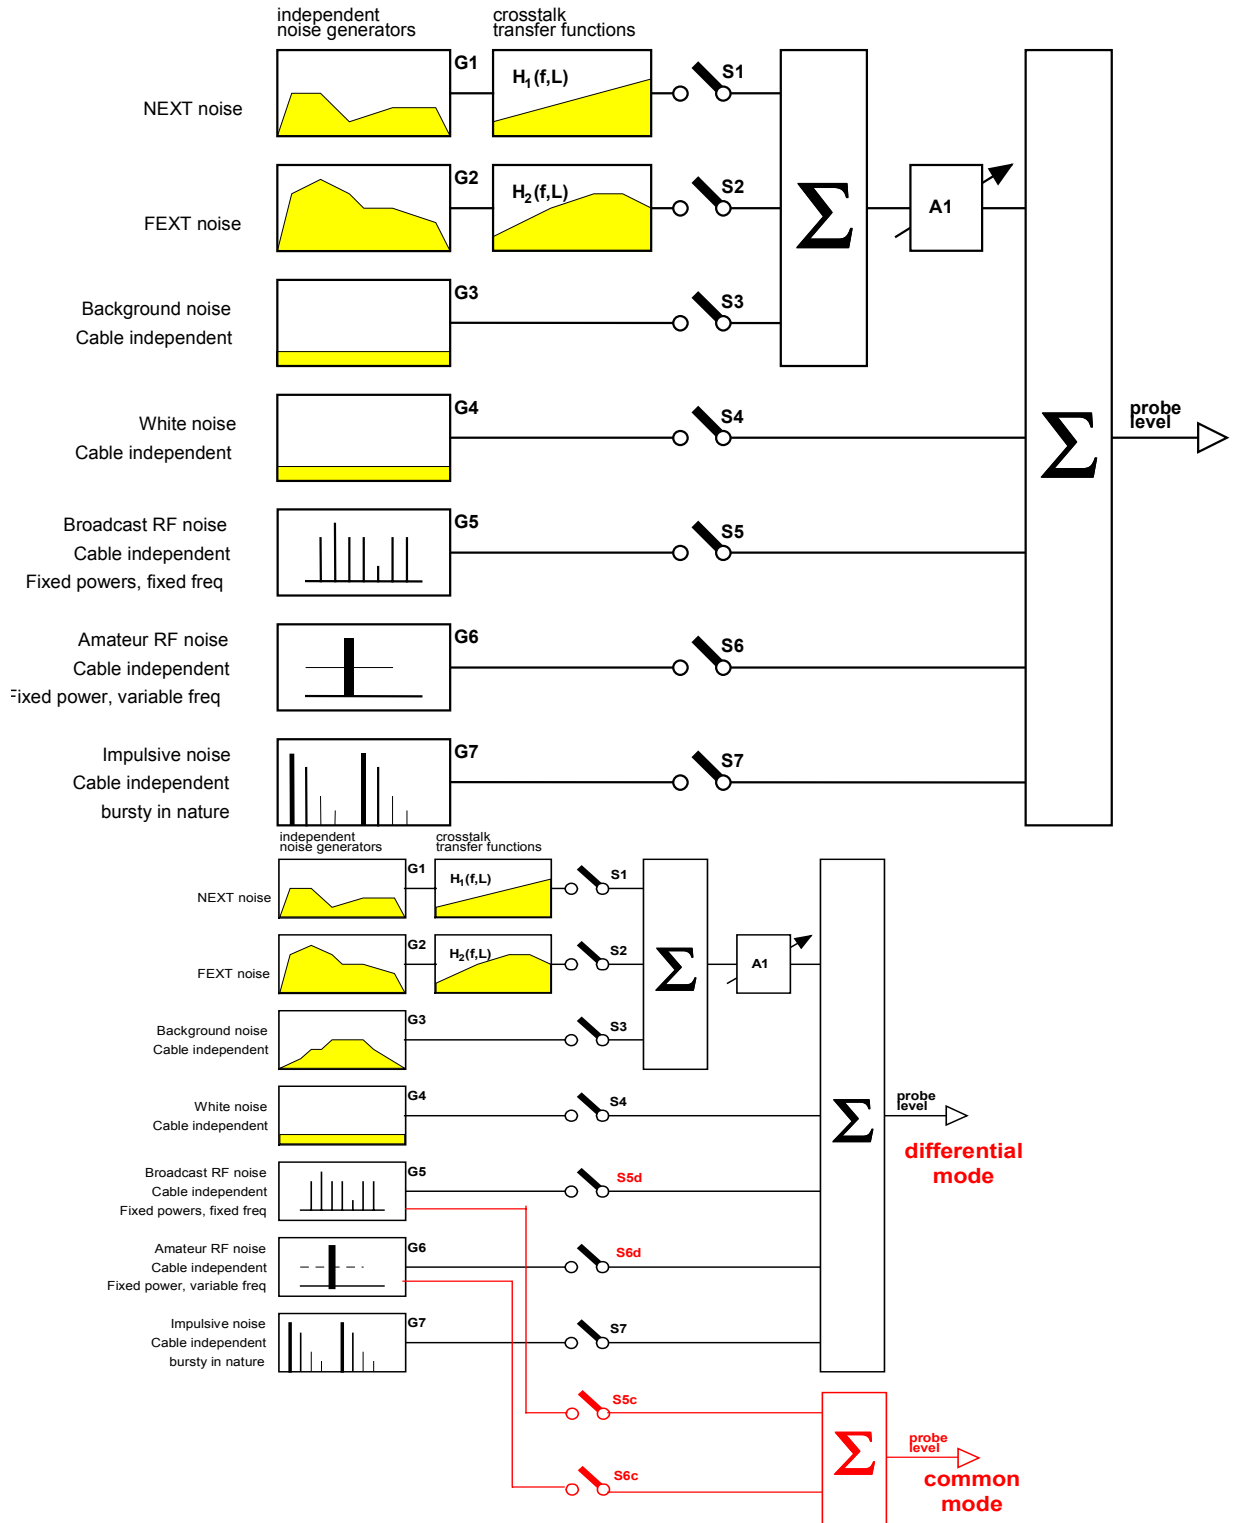 independent
noise generators
crosstalk
transfer functions
NEXT noise
G1
H1(f,L)
S1
FEXT noise
G2
H2(f,L)
S2
Σ
A1
Background noise
Cable independent
G3
S3
White noise
Cable independent
G4
S4
Σ
probe
level
Broadcast RF noise
Cable independent
Fixed powers, fixed freq
G5
S5
Amateur RF noise
Cable independent
Fixed power, variable freq
G6
S6
Impulsive noise
Cable independent
bursty in nature
G7
S7
independent
noise generators
crosstalk
transfer functions
NEXT noise
G1
H1(f,L)
S1
FEXT noise
G2
H2(f,L)
S2
Σ
A1
Background noise
Cable independent
G3
S3
White noise
Cable independent
G4
S4
Σ
probe
level
differential
mode
Broadcast RF noise
Cable independent
Fixed powers, fixed freq
G5
S5d
Amateur RF noise
Cable independent
Fixed power, variable freq
G6
S6d
Impulsive noise
Cable independent
bursty in nature
G7
S7
S5c
S6c
Σ
probe
level
common
mode